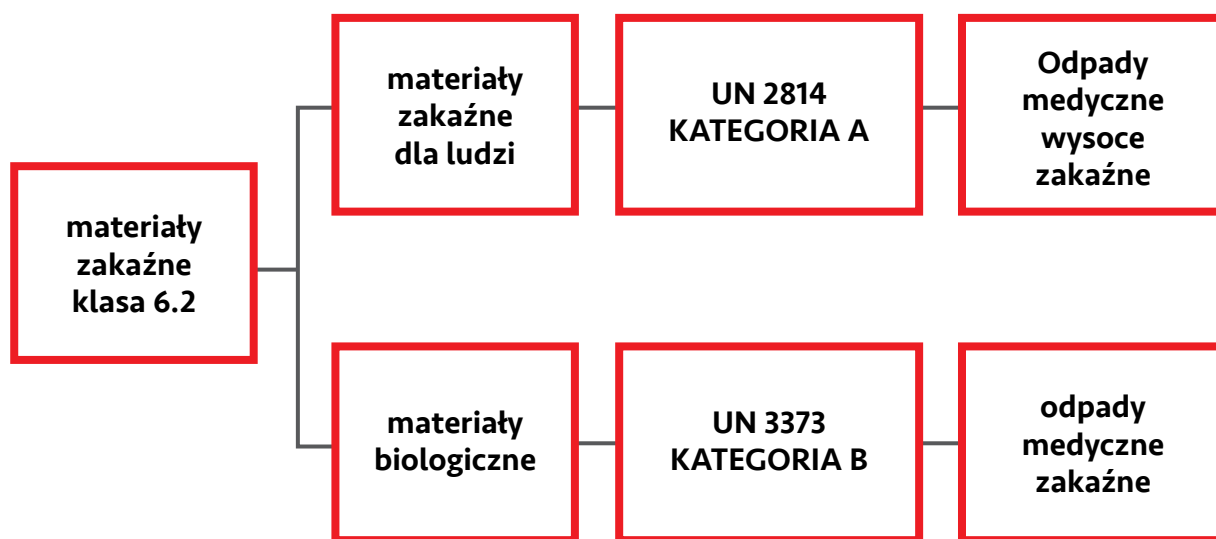 materiały
zakaźne
klasa 6.2
materiały
zakaźne
dla ludzi
UN 2814
KATEGORIA A
Odpady
medyczne
wysoce
zakaźne
materiały
biologiczne
UN 3373
KATEGORIA B
odpady
medyczne
zakaźne